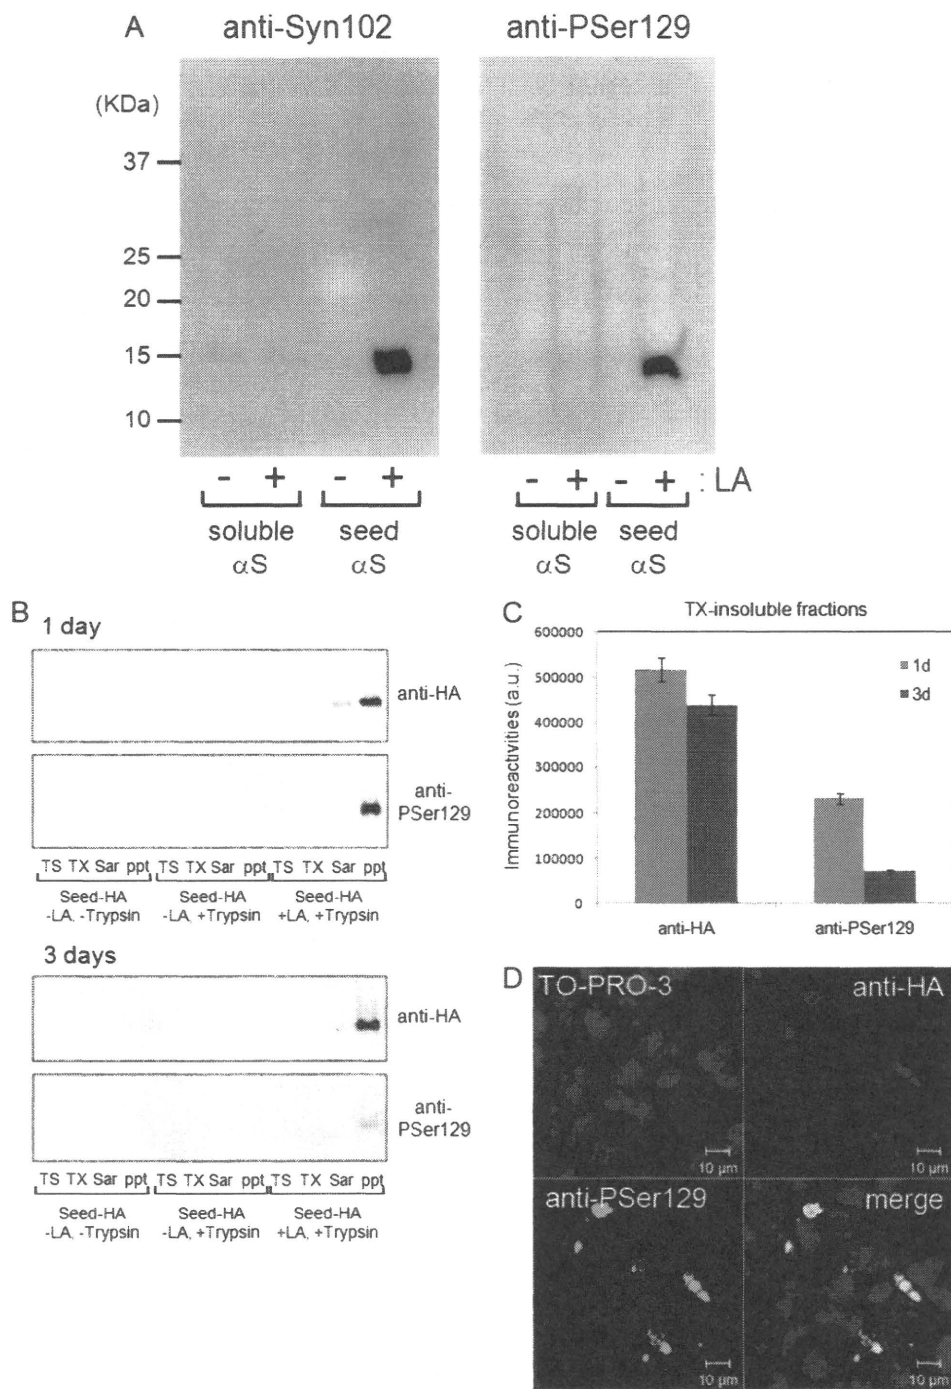 A
anti-Syn102
anti-PSer129
(KDa)
37
25
20
15
10
- + - +
- + - + : LA
soluble αS
seed αS
soluble αS
seed αS
B
1 day
anti-HA
anti-PSer129
TS TX Sar ppt TS TX Sar ppt TS TX Sar ppt
Seed-HA Seed-HA Seed-HA
-LA, -Trypsin -LA, +Trypsin +LA, +Trypsin
3 days
anti-HA
anti-PSer129
TS TX Sar ppt TS TX Sar ppt TS TX Sar ppt
Seed-HA Seed-HA Seed-HA
-LA, -Trypsin -LA, +Trypsin +LA, +Trypsin
C
TX-insoluble fractions
Immunoreactivities (a.u.)
600000
500000
400000
300000
200000
100000
0
1d
3d
anti-HA anti-PSer129
D
TO-PRO-3
10 μm
anti-HA
10 μm
anti-PSer129
10 μm
merge
10 μm